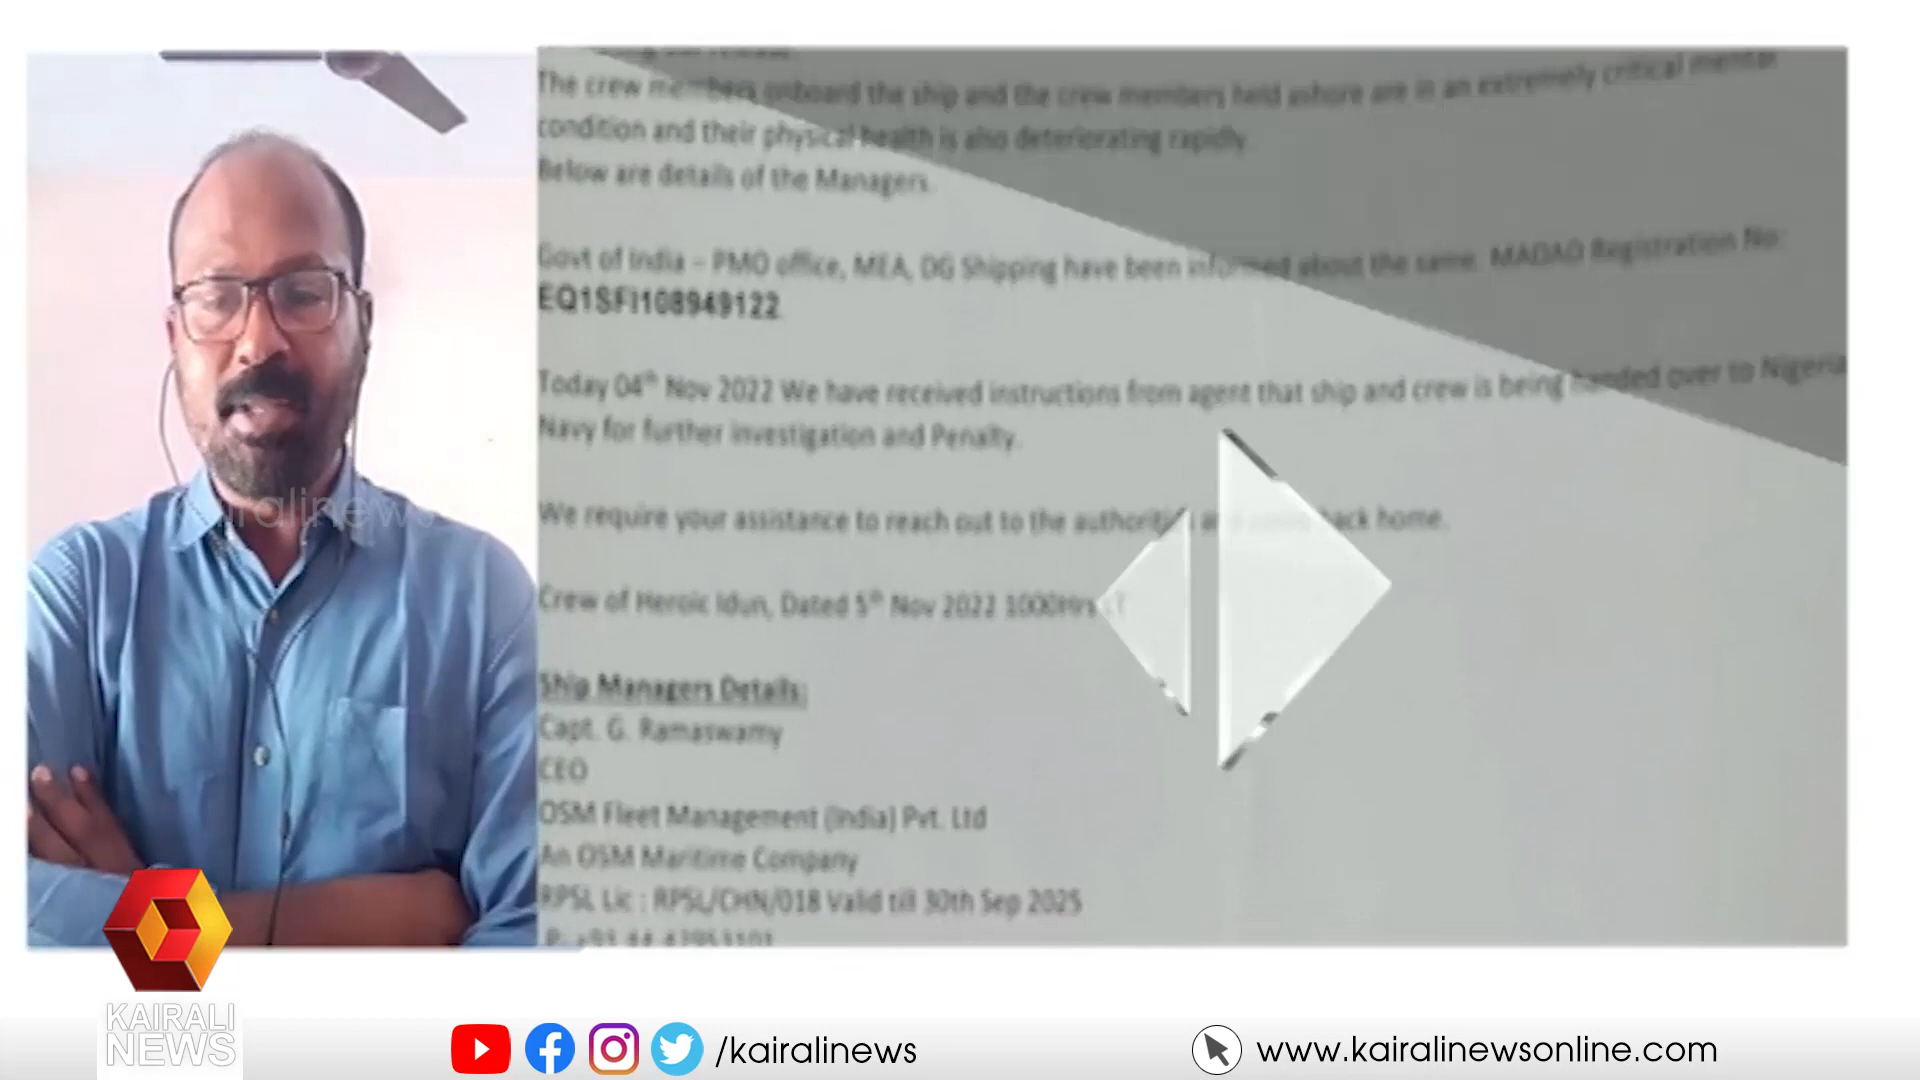 The crew members onboard the ship and the crew members held ashore are in an extremely critical mental
condition and their physical health is also deteriorating rapidly.
Below are details of the Managers.
Govt of India – PMO office, MEA, DG Shipping have been informed about the same. MADAD Registration No:
EQ1SFI108949122
Today 04th Nov 2022 We have received instructions from agent that ship and crew is being handed over to Nigeria
Navy for further investigation and Penalty.
We require your assistance to reach out to the back home.
Crew of Heroic Idun, Dated 5th Nov 2022 1000Hrs LT
Ship Managers Details:
Capt. G. Ramaswamy
CEO
OSM Fleet Management (India) Pvt. Ltd
An OSM Maritime Company
RPSL Lic : RPSL/CHN/018 Valid till 30th Sep 2025
kairalinews
KAIRALI
NEWS
/kairalinews
www.kairalinewsonline.com